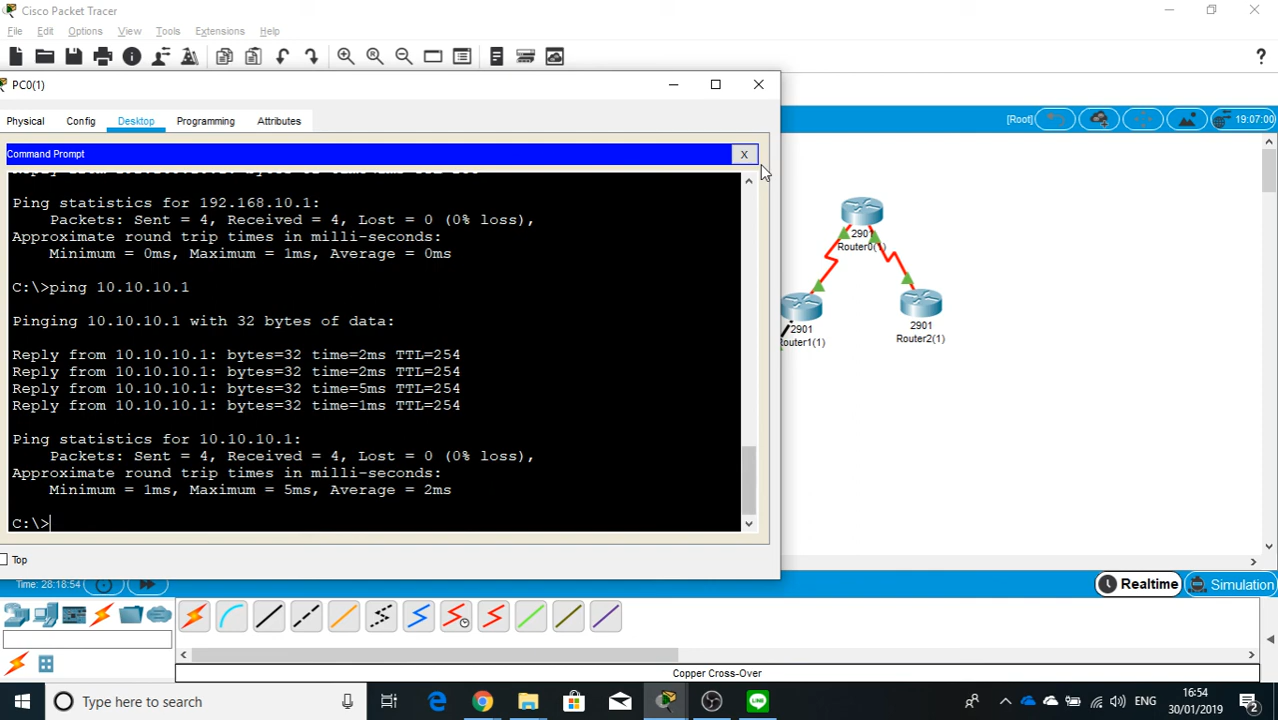 Cisco Packet Tracer
File Edit Options View Tools Extensions Help
?
PC0(1)
Physical Config Desktop Programming Attributes
[Root] 19:07:00
Command Prompt X
Ping statistics for 192.168.10.1:
Packets: Sent = 4, Received = 4, Lost = 0 (0% loss),
Approximate round trip times in milli-seconds:
Minimum = 0ms, Maximum = 1ms, Average = 0ms
C:\>ping 10.10.10.1
Pinging 10.10.10.1 with 32 bytes of data:
Reply from 10.10.10.1: bytes=32 time=2ms TTL=254
Reply from 10.10.10.1: bytes=32 time=2ms TTL=254
Reply from 10.10.10.1: bytes=32 time=5ms TTL=254
Reply from 10.10.10.1: bytes=32 time=1ms TTL=254
Ping statistics for 10.10.10.1:
Packets: Sent = 4, Received = 4, Lost = 0 (0% loss),
Approximate round trip times in milli-seconds:
Minimum = 1ms, Maximum = 5ms, Average = 2ms
C:\>
2901
Router0(1)
2901
Router1(1)
2901
Router2(1)
Top
Time: 28:18:54
Realtime Simulation
Copper Cross-Over
Type here to search
ENG
16:54
30/01/2019
2